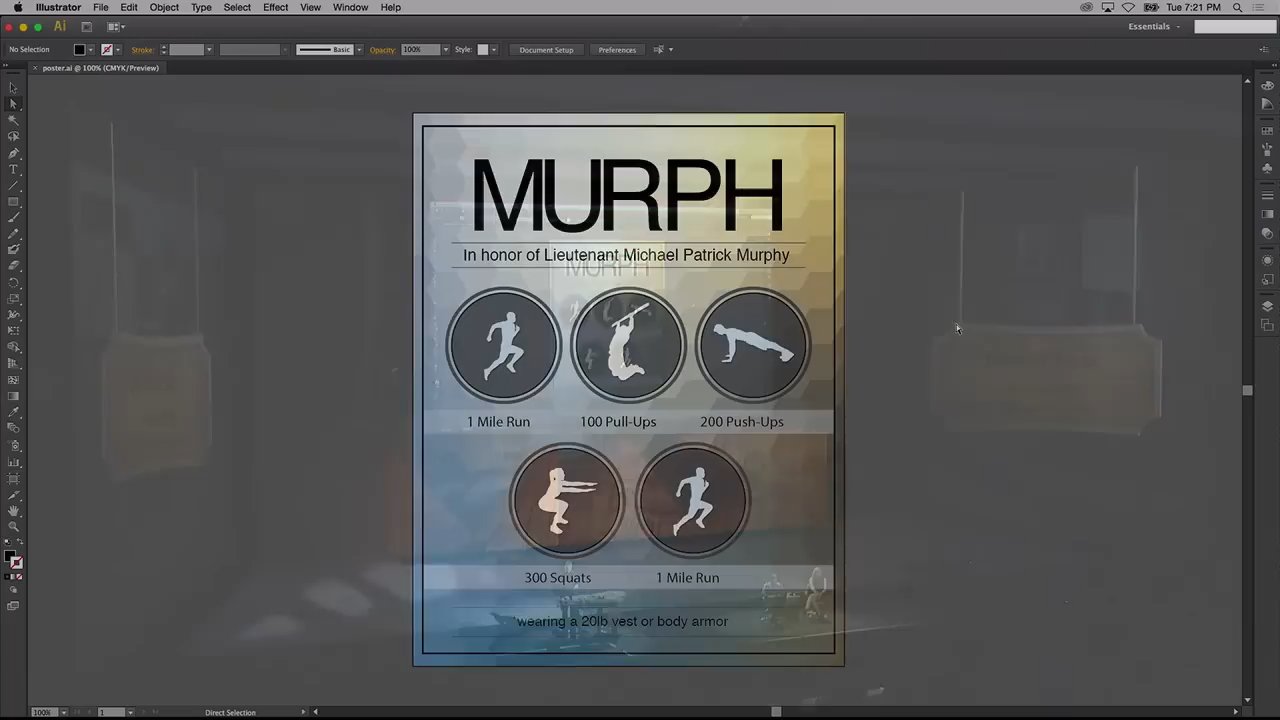 Illustrator File Edit Object Type Select Effect View Window Help
Tue 7:21 PM
Ai
Essentials
No Selection
Stroke:
Basic
Opacity: 100%
Style:
Document Setup
Preferences
× poster.ai @ 100% (CMYK/Preview)
MURPH
In honor of Lieutenant Michael Patrick Murphy
MURPH
1 Mile Run
100 Pull-Ups
200 Push-Ups
300 Squats
1 Mile Run
*wearing a 20lb vest or body armor
100%
1
Direct Selection